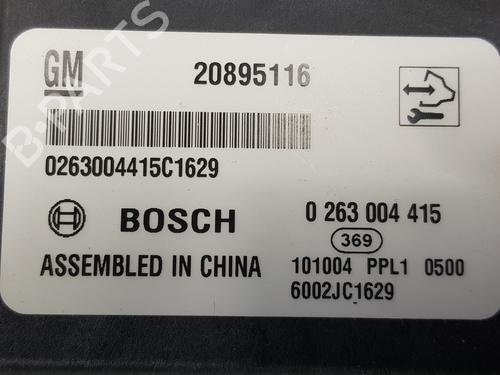 GM 20895116
0263004415C1629
BOSCH 0 263 004 415
369
ASSEMBLED IN CHINA 101004 PPL1 0500
6002JC1629
B-PARTS